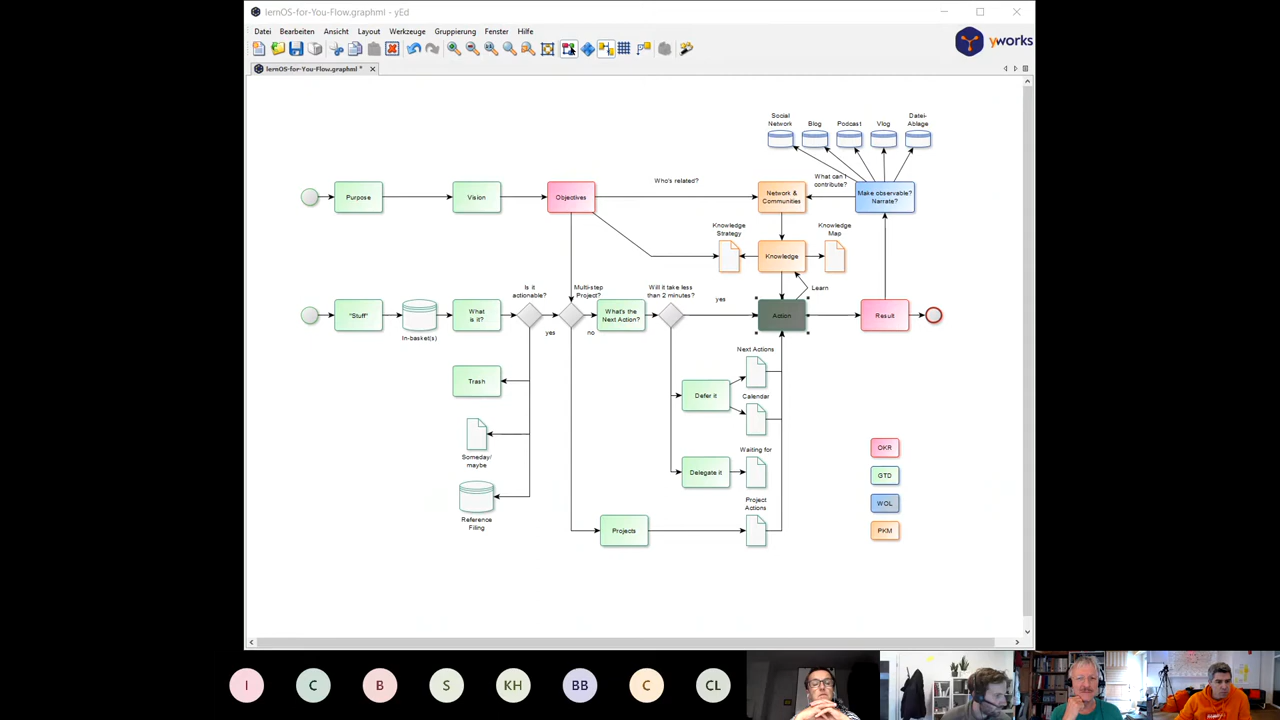 lernOS-for-You-Flow.graphml - yEd
Datei Bearbeiten Ansicht Layout Werkzeuge Gruppierung Fenster Hilfe
yworks
lernOS-for-You-Flow.graphml *
Social
Network
Blog
Podcast
Vlog
Datei-
Ablage
Who's related?
What can I
contribute?
Purpose
Vision
Objectives
Network &
Communities
Make observable?
Narrate?
Knowledge
Strategy
Knowledge
Map
Knowledge
Is it
actionable?
Multi-step
Project?
Will it take less
than 2 minutes?
yes
Learn
"Stuff"
What
is it?
What's the
Next Action?
Action
Result
In-basket(s)
yes
no
Next Actions
Trash
Defer it
Calendar
Someday/
maybe
Waiting for
Delegate it
OKR
GTD
WOL
PKM
Reference
Filing
Project
Actions
Projects
I
C
B
S
KH
BB
C
CL